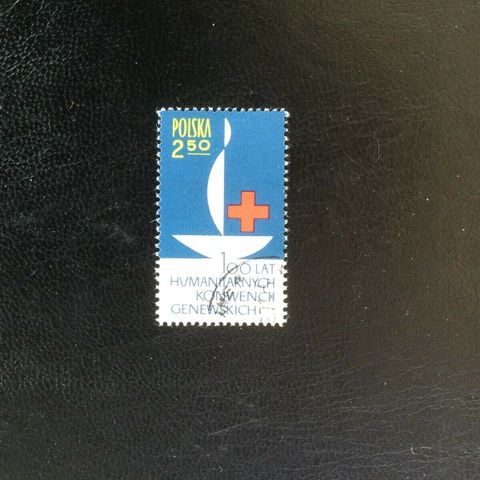 POLSKA
2 50
100 LAT
HUMANITARNYCH
KONWENCJI
GENEWSKICH